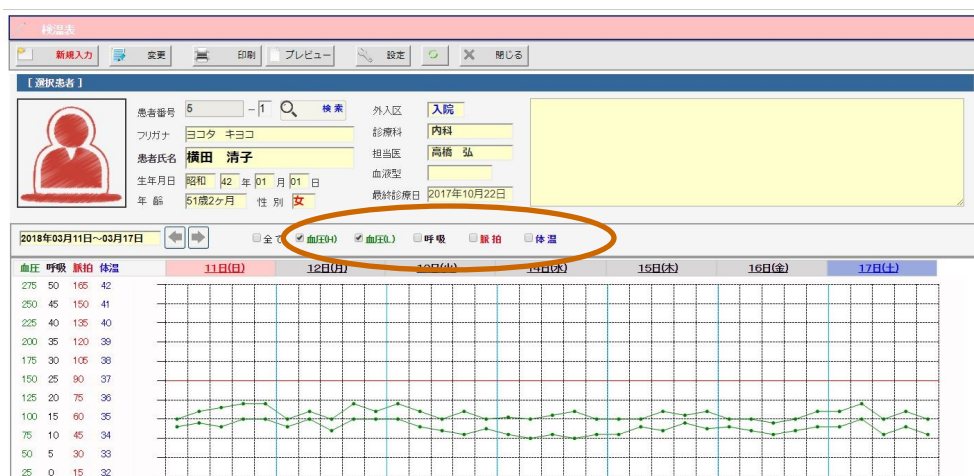 検温表
新規入力 変更 印刷 プレビュー 設定 閉じる
[ 選択患者 ]
患者番号 5 - 1 検 索 外入区 入院
フリガナ ヨコタ キヨコ 診療科 内科
患者氏名 横田 清子 担当医 高橋 弘
生年月日 昭和 42 年 01 月 01 日 血液型
年 齢 51歳2ヶ月 性 別 女 最終診療日 2017年10月22日
2018年03月11日～03月17日 全て 血圧(H) 血圧(L) 呼 吸 脈 拍 体 温
血圧 呼吸 脈拍 体温 11日(日) 12日(月) 13日(火) 14日(水) 15日(木) 16日(金) 17日(土)
275 50 165 42
250 45 150 41
225 40 135 40
200 35 120 39
175 30 105 38
150 25 90 37
125 20 75 36
100 15 60 35
75 10 45 34
50 5 30 33
25 0 15 32